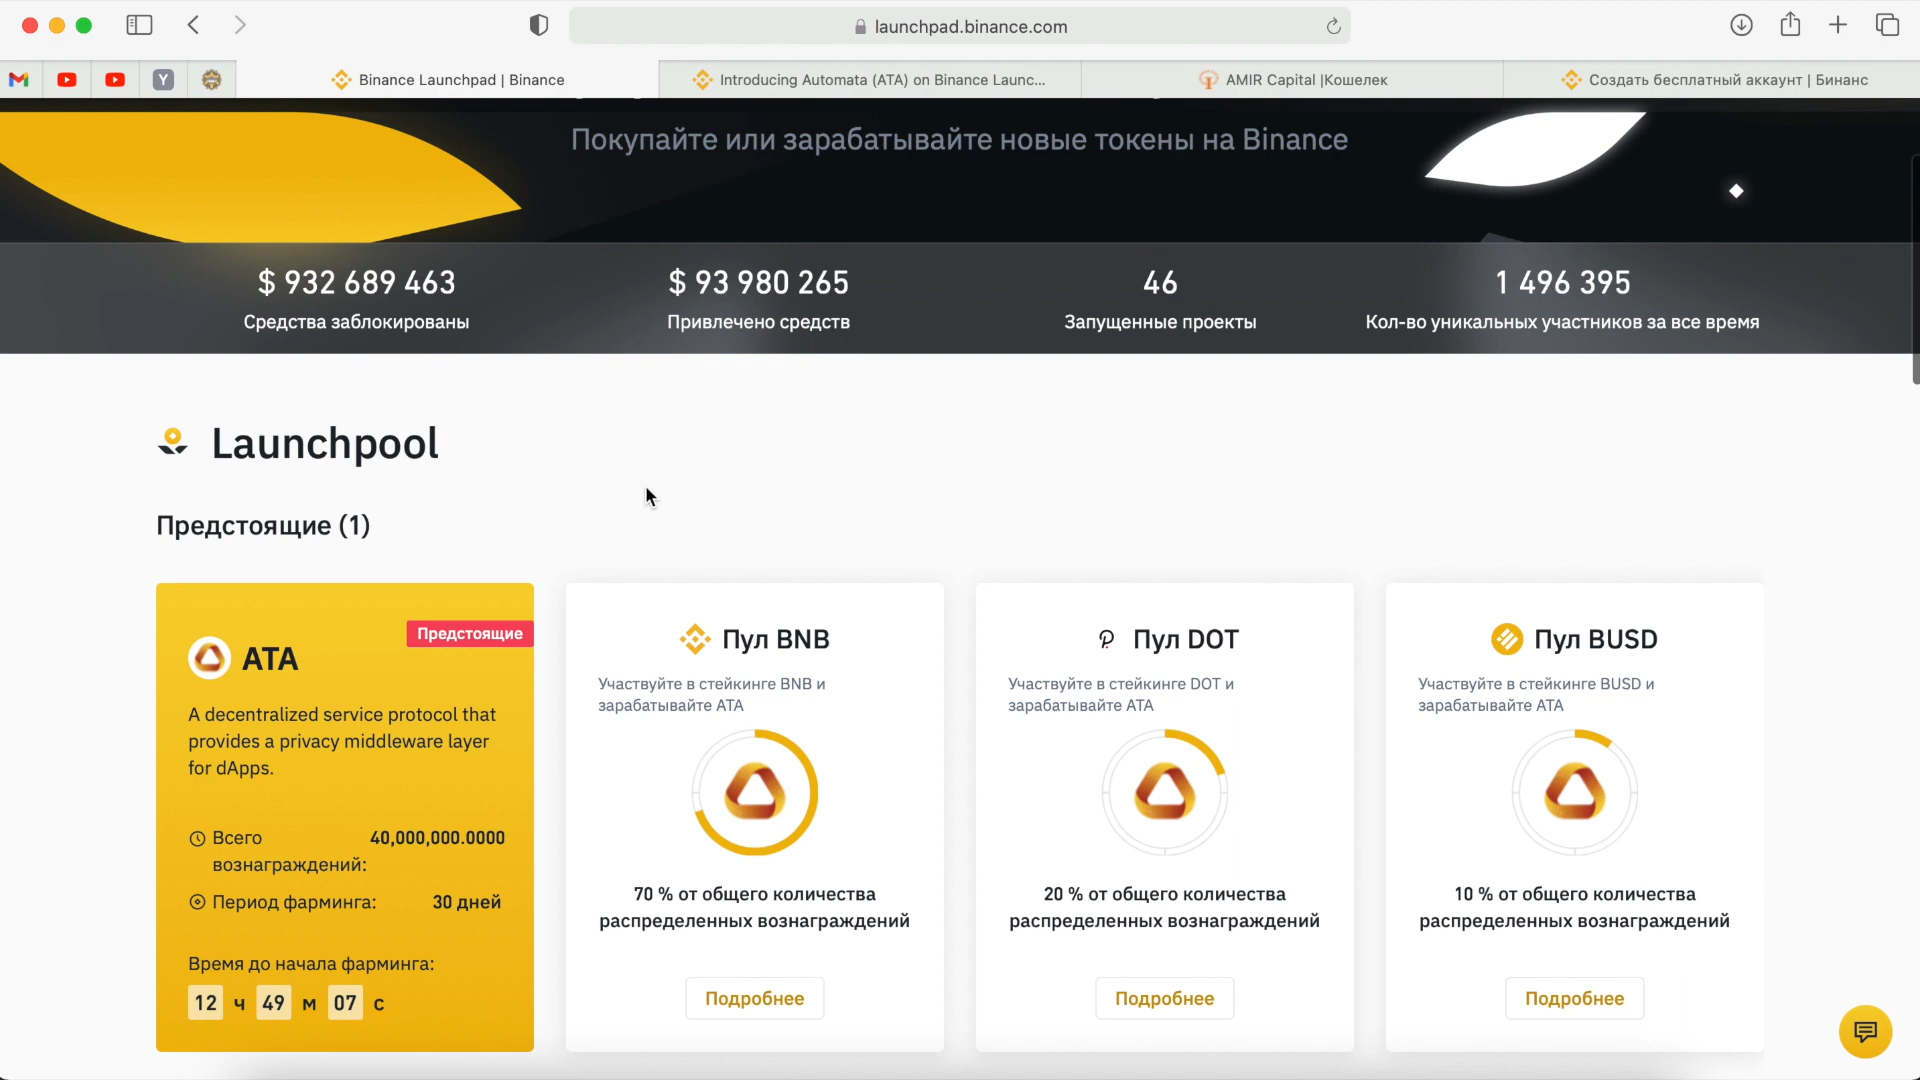 launchpad.binance.com
Y
Binance Launchpad | Binance
Introducing Automata (ATA) on Binance Launc...
AMIR Capital |Кошелек
Создать бесплатный аккаунт | Бинанс
Покупайте или зарабатывайте новые токены на Binance
$ 932 689 463
Средства заблокированы
$ 93 980 265
Привлечено средств
46
Запущенные проекты
1 496 395
Кол-во уникальных участников за все время
Launchpool
Предстоящие (1)
Предстоящие
ATA
A decentralized service protocol that
provides a privacy middleware layer
for dApps.
Всего 40,000,000.0000
вознаграждений:
Период фарминга: 30 дней
Время до начала фарминга:
12 ч 49 м 07 с
Пул BNB
Участвуйте в стейкинге BNB и
зарабатывайте ATA
70 % от общего количества
распределенных вознаграждений
Подробнее
Пул DOT
Участвуйте в стейкинге DOT и
зарабатывайте ATA
20 % от общего количества
распределенных вознаграждений
Подробнее
Пул BUSD
Участвуйте в стейкинге BUSD и
зарабатывайте ATA
10 % от общего количества
распределенных вознаграждений
Подробнее